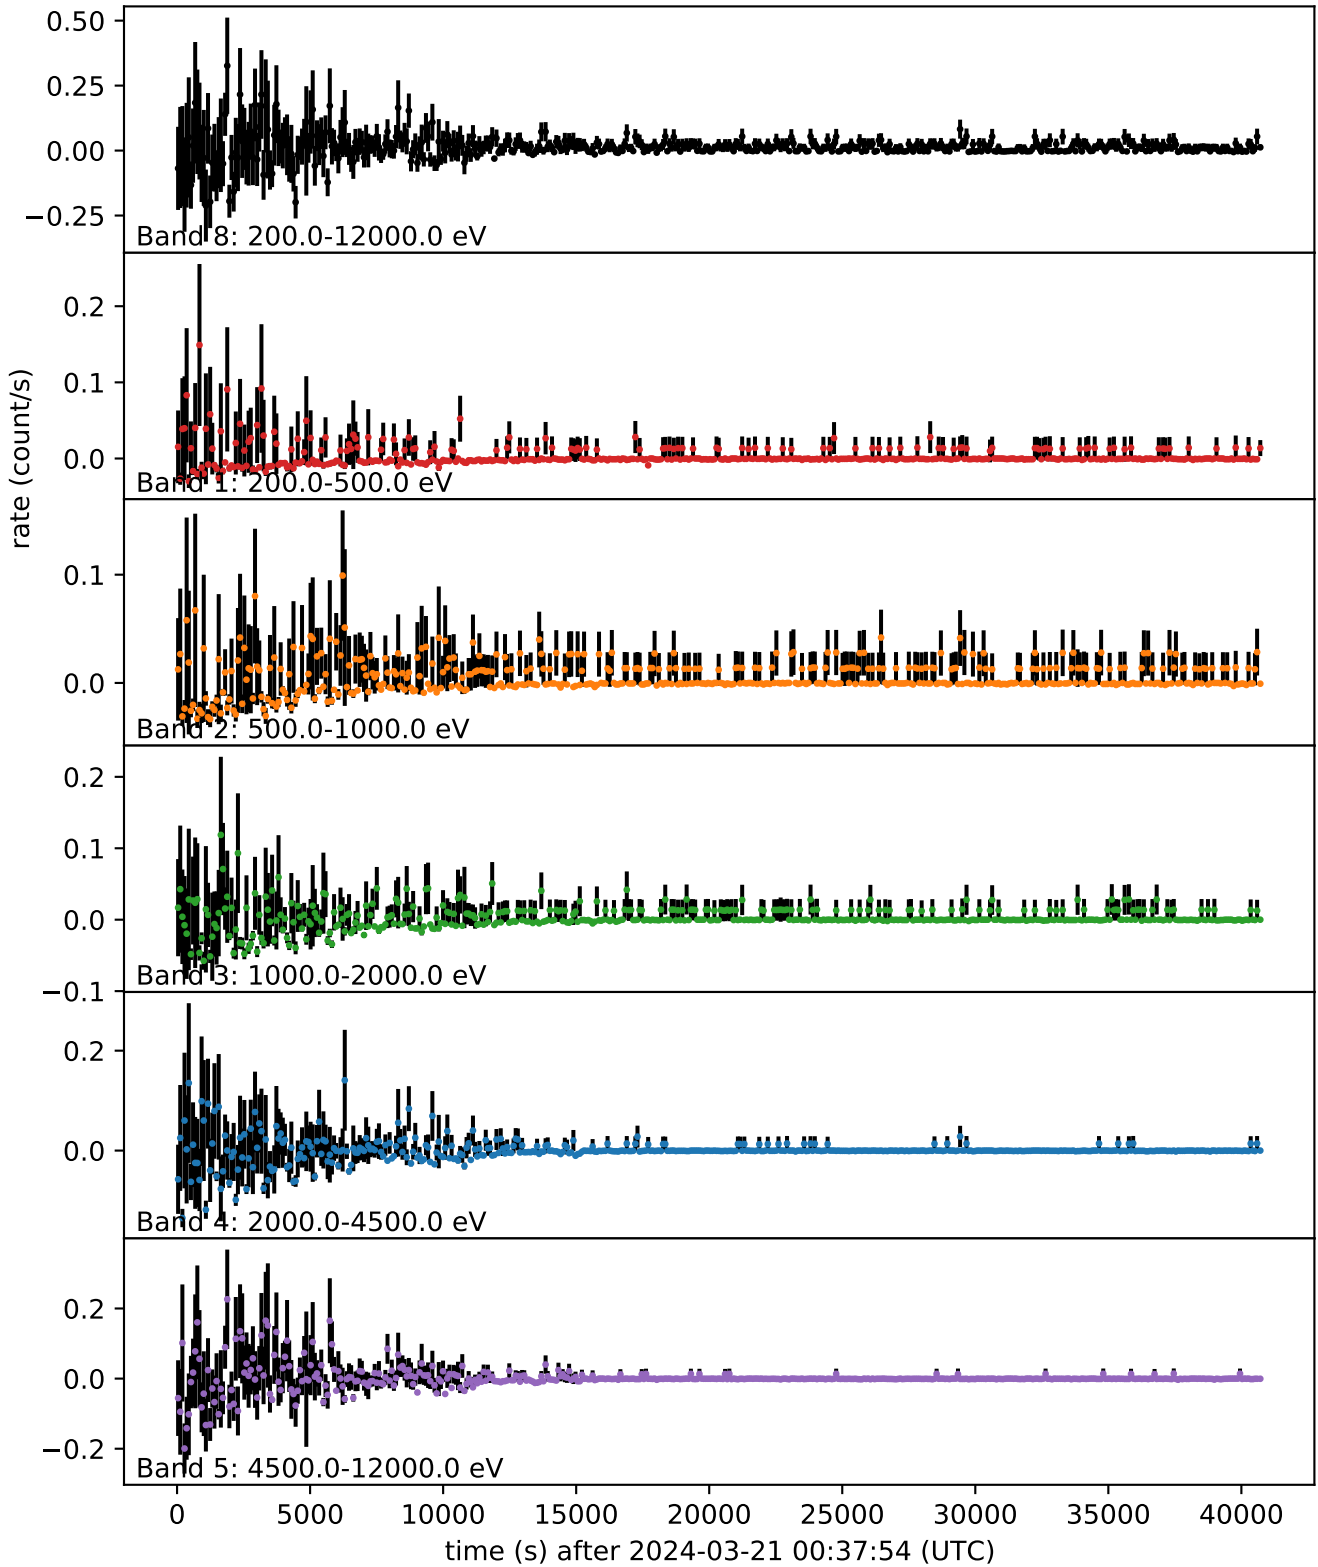 0.50
0.25
0.00
−0.25
Band 8: 200.0-12000.0 eV
0.2
0.1
0.0
Band 1: 200.0-500.0 eV
rate (count/s)
0.1
0.0
Band 2: 500.0-1000.0 eV
0.2
0.1
0.0
−0.1
Band 3: 1000.0-2000.0 eV
0.2
0.0
Band 4: 2000.0-4500.0 eV
0.2
0.0
−0.2
Band 5: 4500.0-12000.0 eV
0 5000 10000 15000 20000 25000 30000 35000 40000
time (s) after 2024-03-21 00:37:54 (UTC)